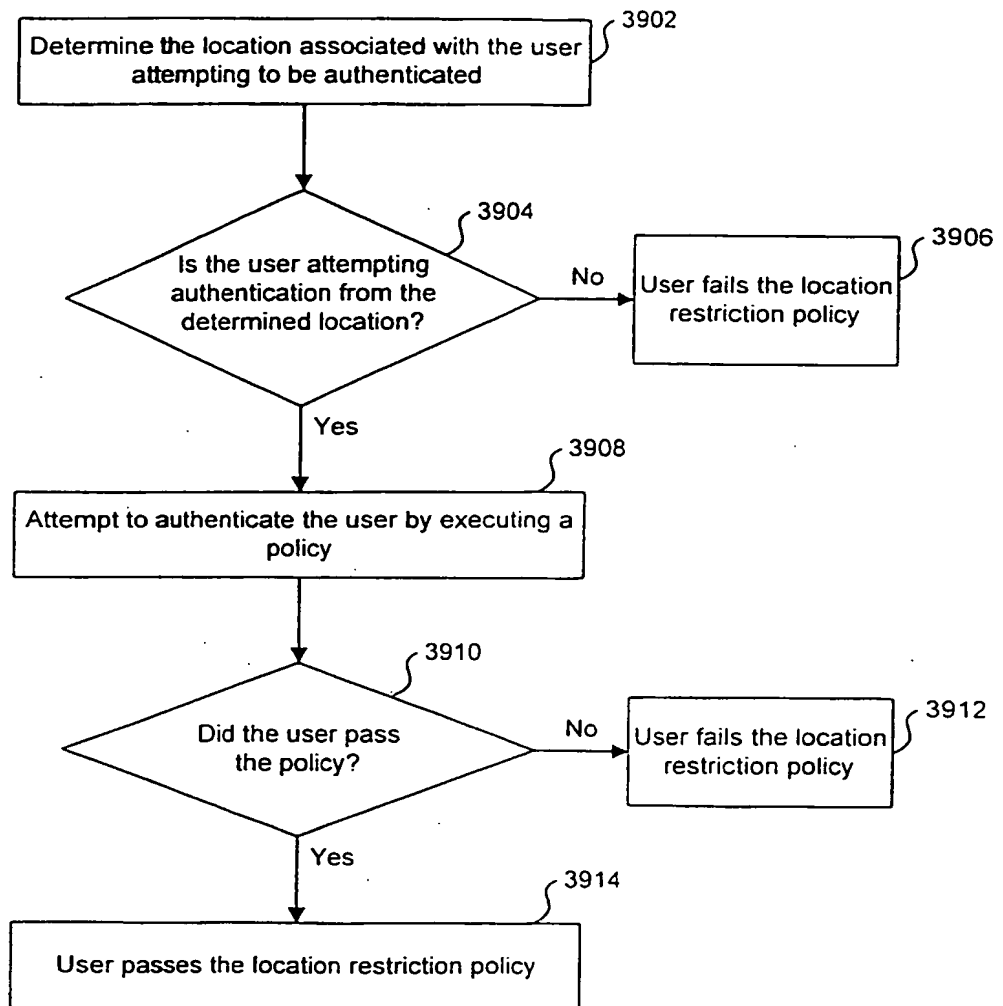 3902
Determine the location associated with the user
attempting to be authenticated
3904
Is the user attempting
authentication from the
determined location?
No
3906
User fails the location
restriction policy
Yes
3908
Attempt to authenticate the user by executing a
policy
3910
Did the user pass
the policy?
No
3912
User fails the location
restriction policy
Yes
3914
User passes the location restriction policy